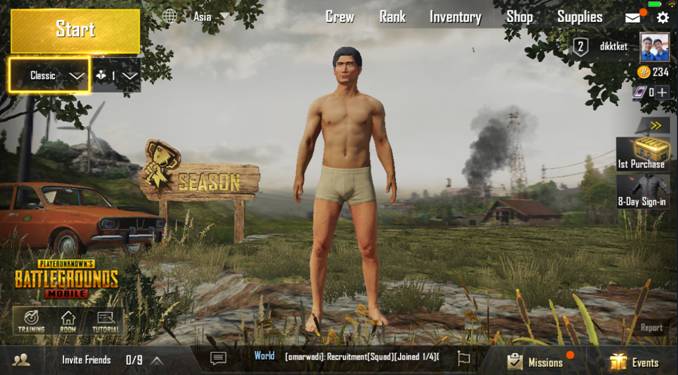 Start
Asia
Crew Rank Inventory Shop Supplies
2 dikktket
Classic 1
234
0 +
1st Purchase
SEASON
8-Day Sign-in
PLAYERUNKNOWN'S
BATTLEGROUNDS
MOBILE
TRAINING ROOM TUTORIAL
Report
Invite Friends 0/9 World [omarwadi]: Recruitment[Squad][Joined 1/4][ Missions Events